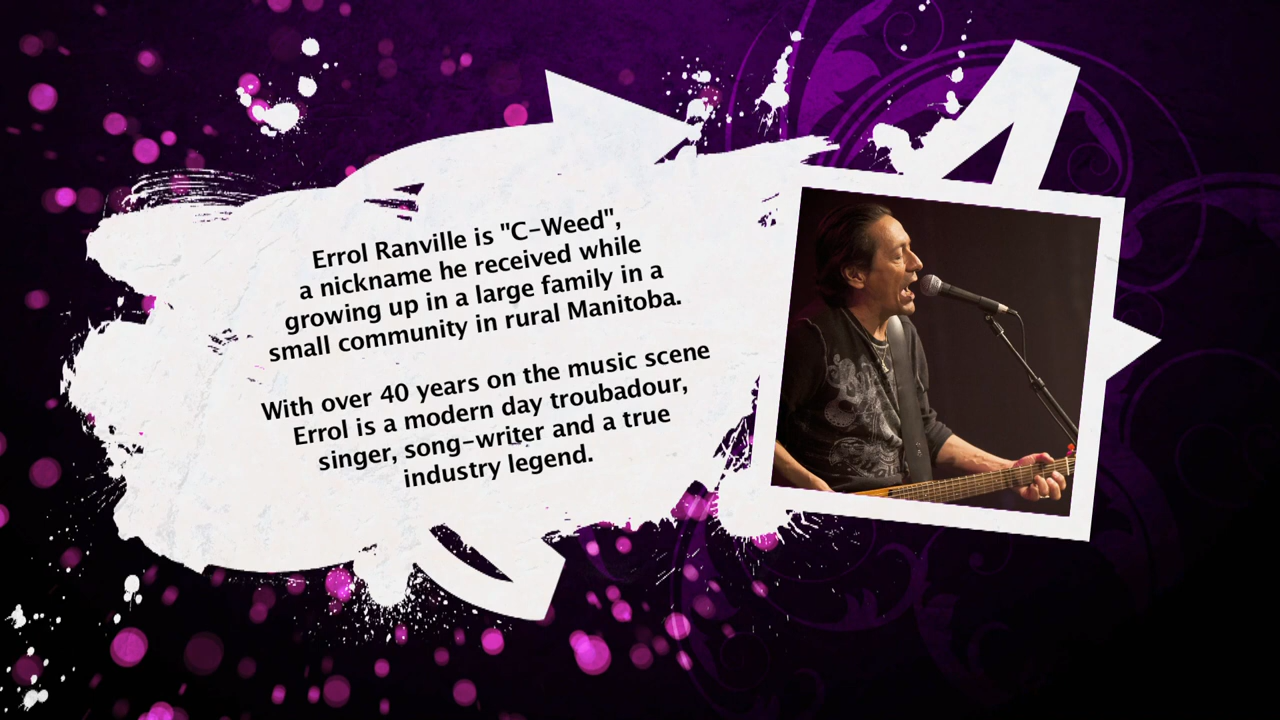 Errol Ranville is "C-Weed",
a nickname he received while
growing up in a large family in a
small community in rural Manitoba.
With over 40 years on the music scene
Errol is a modern day troubadour,
singer, song-writer and a true
industry legend.